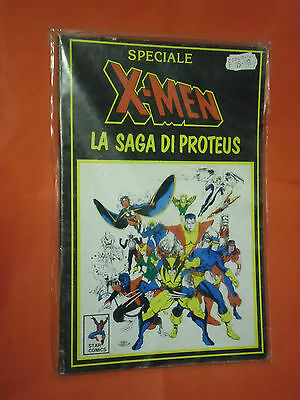 SPECIALE
X-MEN
LA SAGA DI PROTEUS
STAR
COMICS